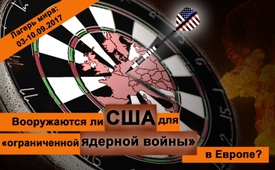 Лагерь мира:
03-10.09.2017
Вооружаются ли США для
«ограниченной ядерной войны»
в Европе?